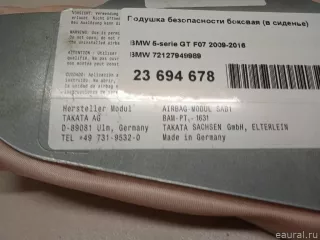 Подушка безопасности боковая (в сиденье)
BMW 5-serie GT F07 2009-2016
BMW 72127949989
23 694 678
Hersteller Modul
TAKATA AG
D-89081 Ulm, Germany
TEL +49 731-9532-0
AIRBAG MODUL SAB1
BAM-PT.-1631
TAKATA SACHSEN GmbH, ELTERLEIN
Made in Germany
eaural.ru